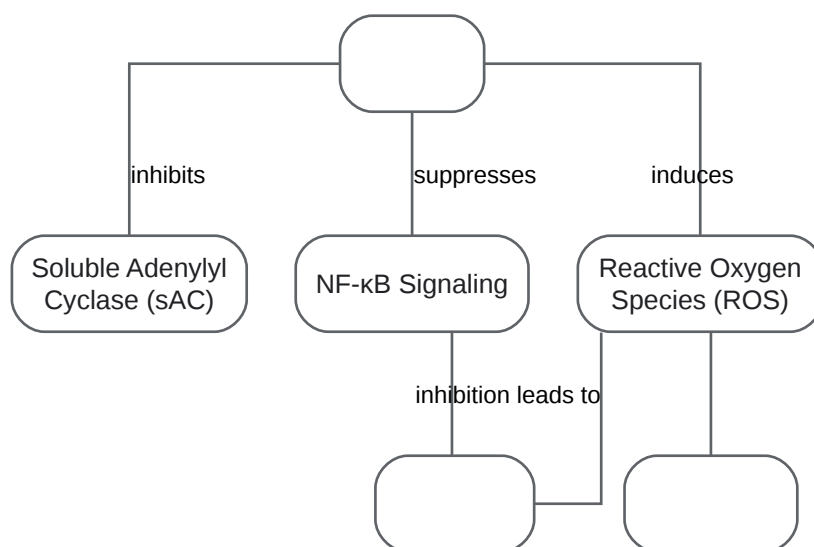 inhibits
suppresses
induces
Soluble Adenylyl
Cyclase (sAC)
NF-κB Signaling
Reactive Oxygen
Species (ROS)
inhibition leads to